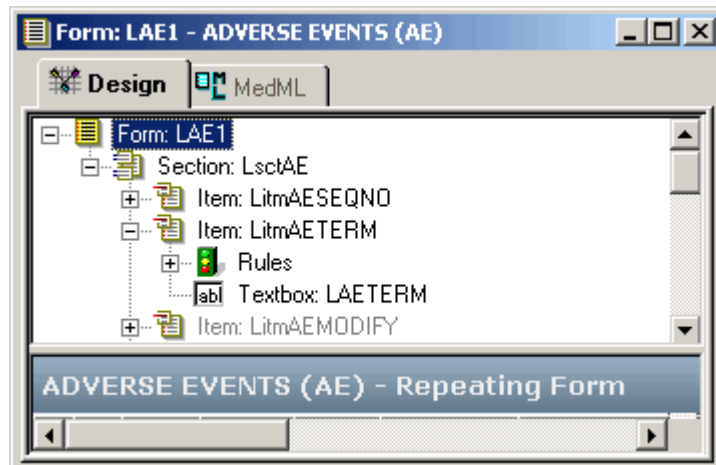 Form: LAE1 - ADVERSE EVENTS (AE)
Design MedML
Form: LAE1
Section: LsctAE
Item: LitmAESEQNO
Item: LitmAETERM
Rules
abl Textbox: LAETERM
Item: LitmAEMODIFY
ADVERSE EVENTS (AE) - Repeating Form